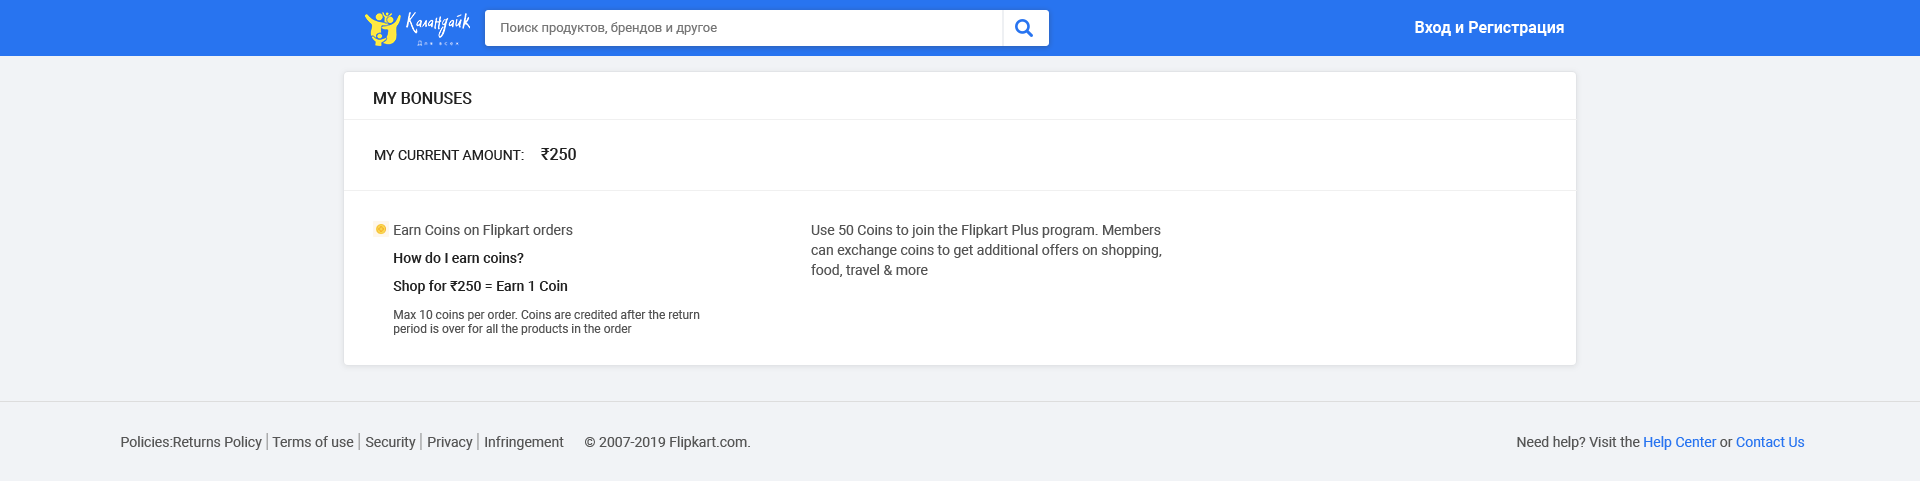 Каландайк
Для всех
Поиск продуктов, брендов и другое
Вход и Регистрация
MY BONUSES
MY CURRENT AMOUNT: ₹250
Earn Coins on Flipkart orders
How do I earn coins?
Shop for ₹250 = Earn 1 Coin
Max 10 coins per order. Coins are credited after the return
period is over for all the products in the order
Use 50 Coins to join the Flipkart Plus program. Members
can exchange coins to get additional offers on shopping,
food, travel & more
Policies:Returns Policy | Terms of use | Security | Privacy | Infringement © 2007-2019 Flipkart.com.
Need help? Visit the Help Center or Contact Us